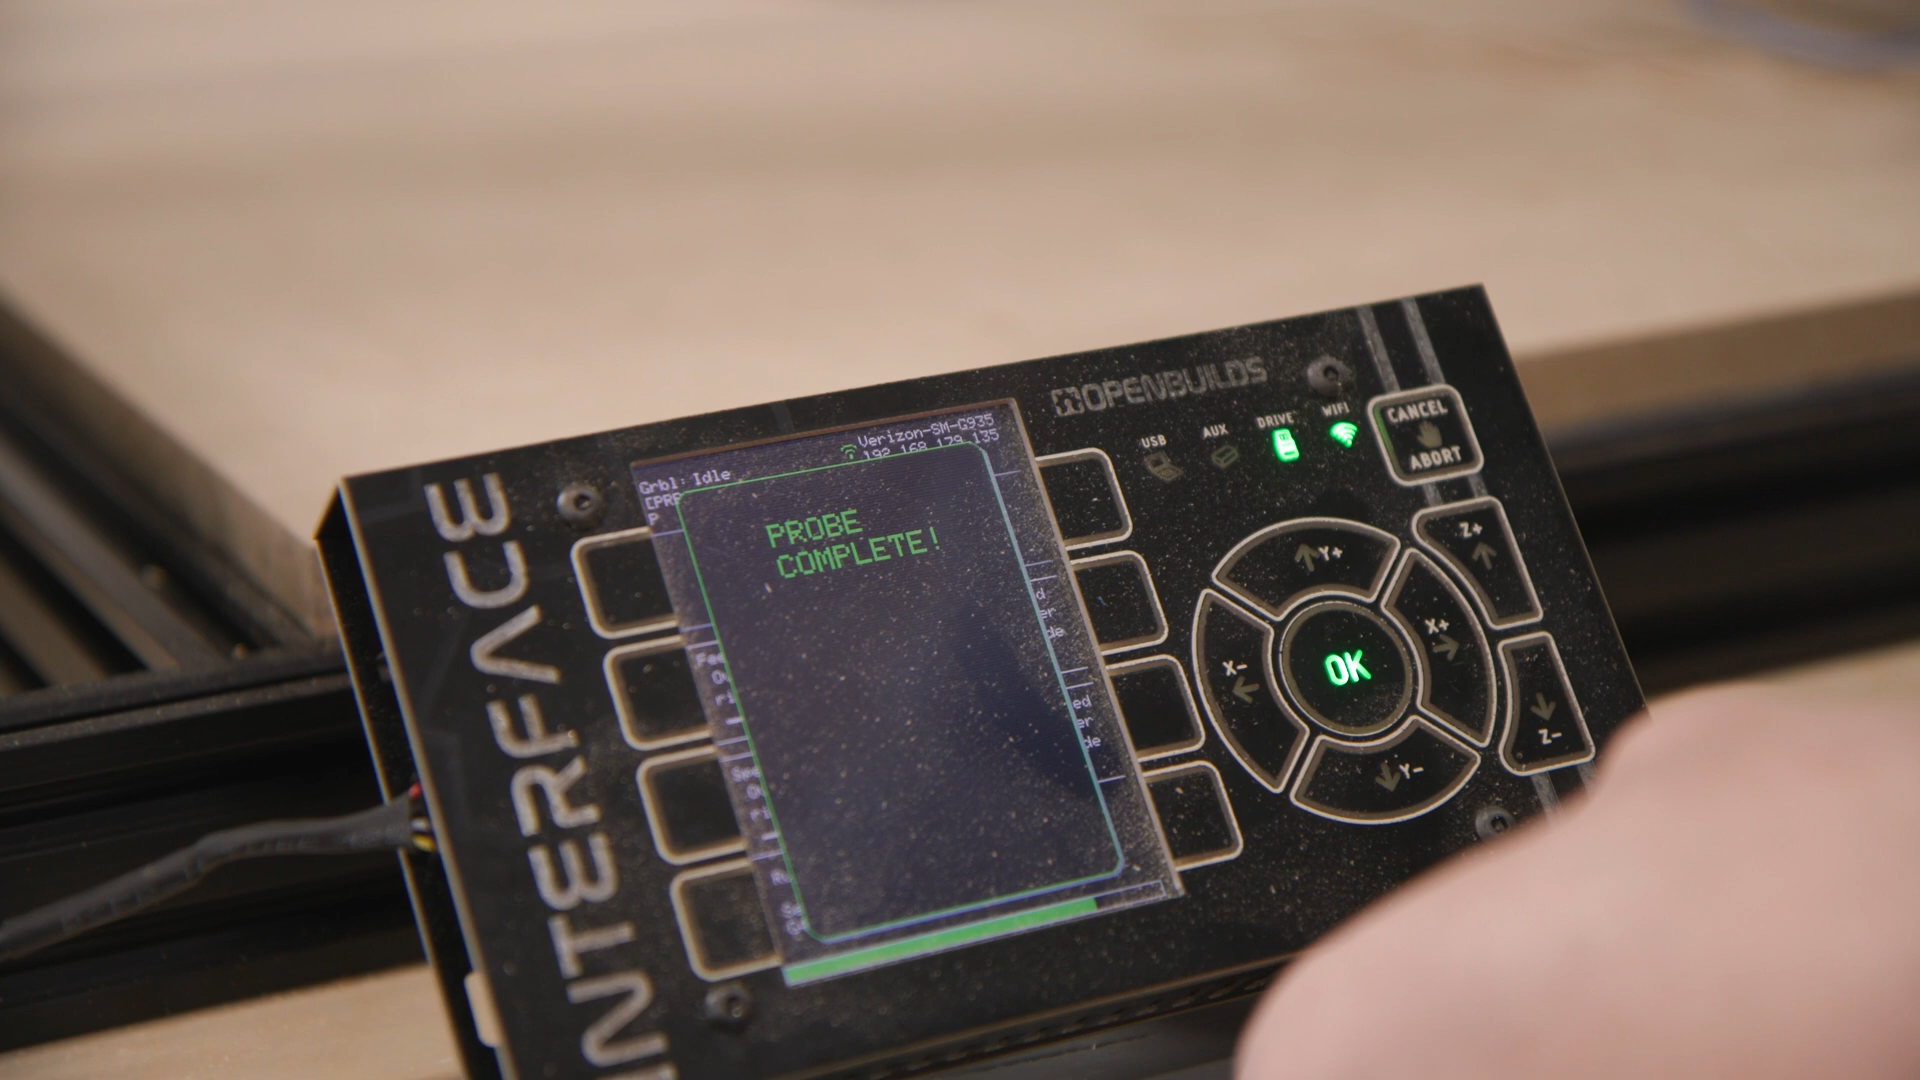 OPENBUILDS
INTERFACE
Verizon-SM-G935
192.168.179.135
Grbl: Idle
[PRB
P
PROBE
COMPLETE!
USB
AUX
DRIVE
WIFI
CANCEL
ABORT
Y+
X-
OK
X+
Y-
Z+
Z-